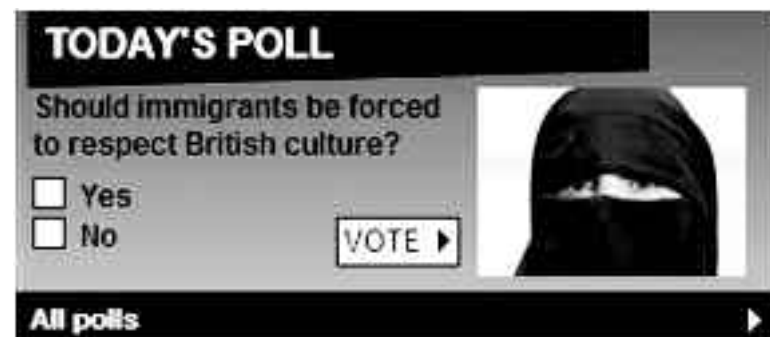 TODAY'S POLL
Should immigrants be forced
to respect British culture?
Yes
No
VOTE
All polls